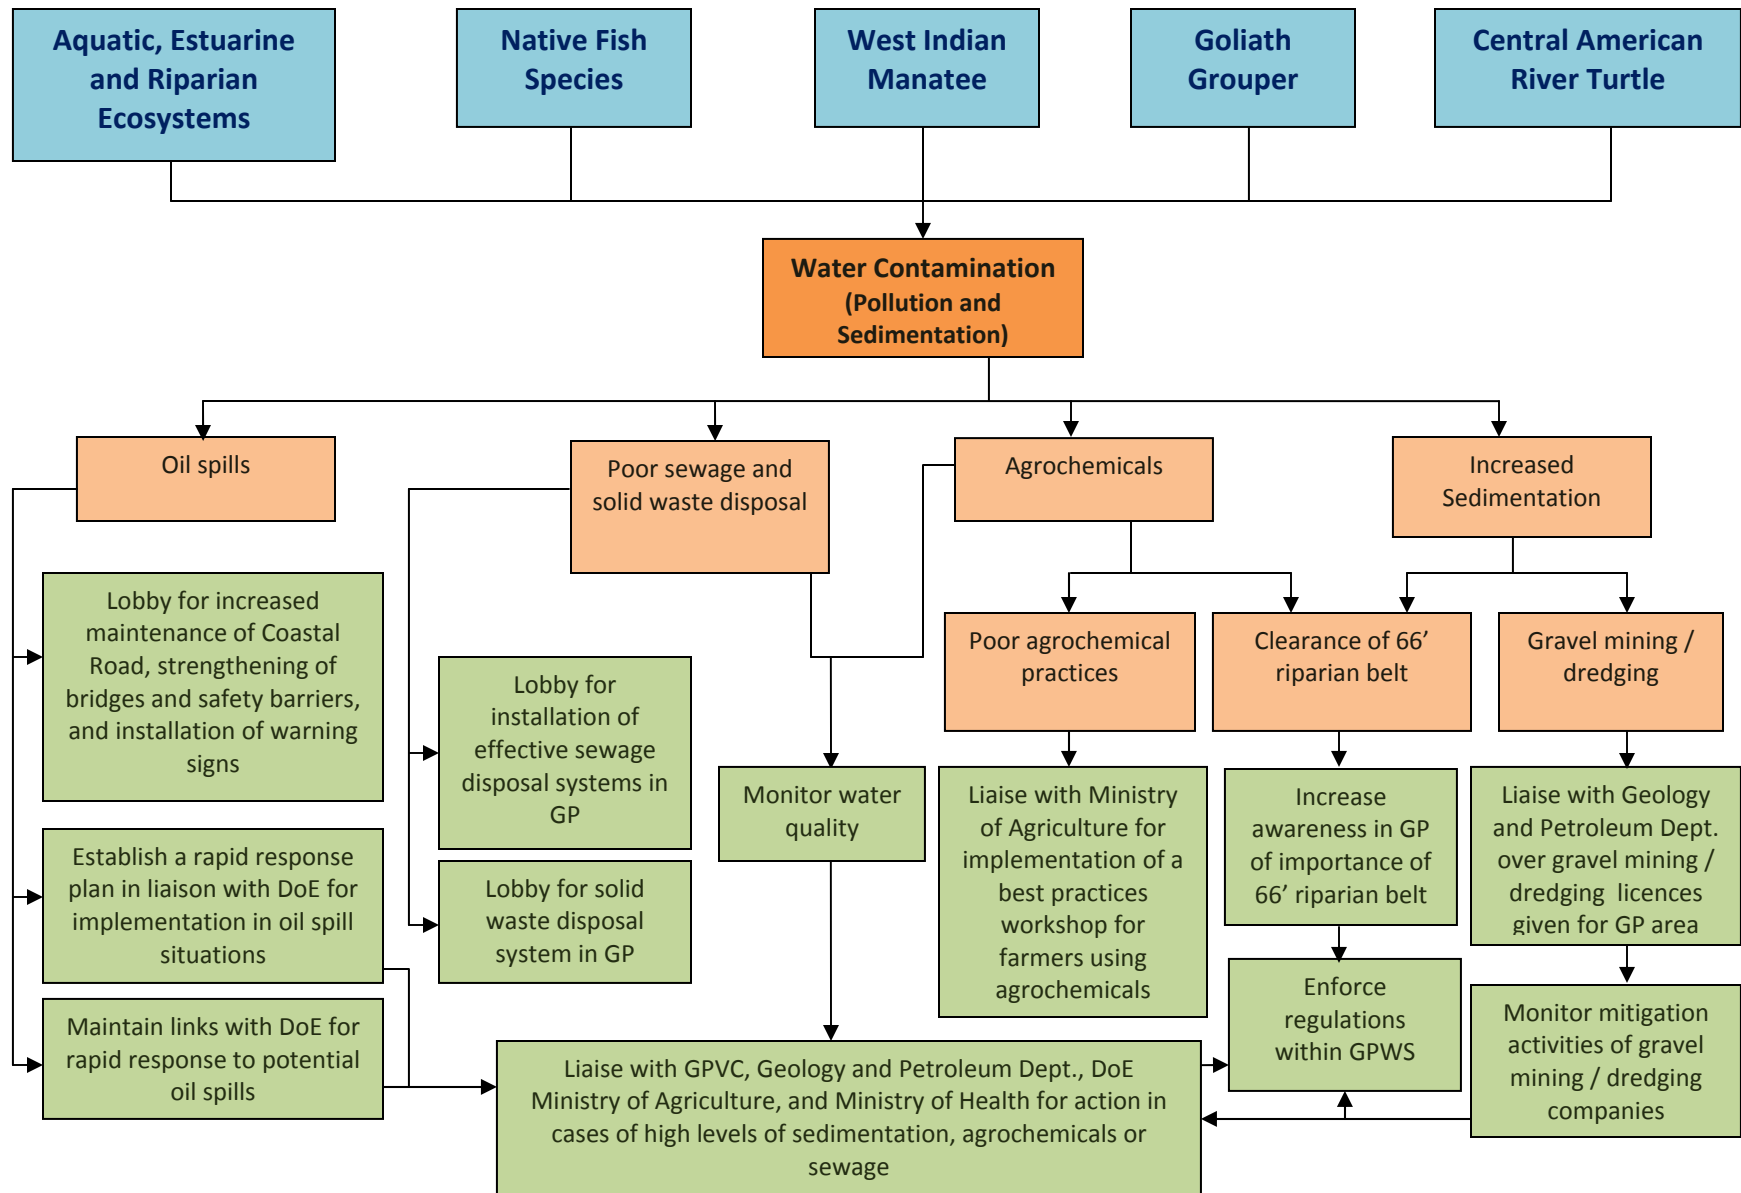 Aquatic, Estuarine
and Riparian
Ecosystems
Native Fish
Species
West Indian
Manatee
Goliath
Grouper
Central American
River Turtle
Water Contamination
(Pollution and
Sedimentation)
Oil spills
Poor sewage and
solid waste disposal
Agrochemicals
Increased
Sedimentation
Lobby for increased
maintenance of Coastal
Road, strengthening of
bridges and safety barriers,
and installation of warning
signs
Poor agrochemical
practices
Clearance of 66’
riparian belt
Gravel mining /
dredging
Lobby for
installation of
effective sewage
disposal systems in
GP
Monitor water
quality
Liaise with Ministry
of Agriculture for
implementation of a
best practices
workshop for
farmers using
agrochemicals
Increase
awareness in GP
of importance of
66’ riparian belt
Liaise with Geology
and Petroleum Dept.
over gravel mining /
dredging licences
given for GP area
Establish a rapid response
plan in liaison with DoE for
implementation in oil spill
situations
Lobby for solid
waste disposal
system in GP
Enforce
regulations
within GPWS
Monitor mitigation
activities of gravel
mining / dredging
companies
Maintain links with DoE for
rapid response to potential
oil spills
Liaise with GPVC, Geology and Petroleum Dept., DoE
Ministry of Agriculture, and Ministry of Health for action in
cases of high levels of sedimentation, agrochemicals or
sewage